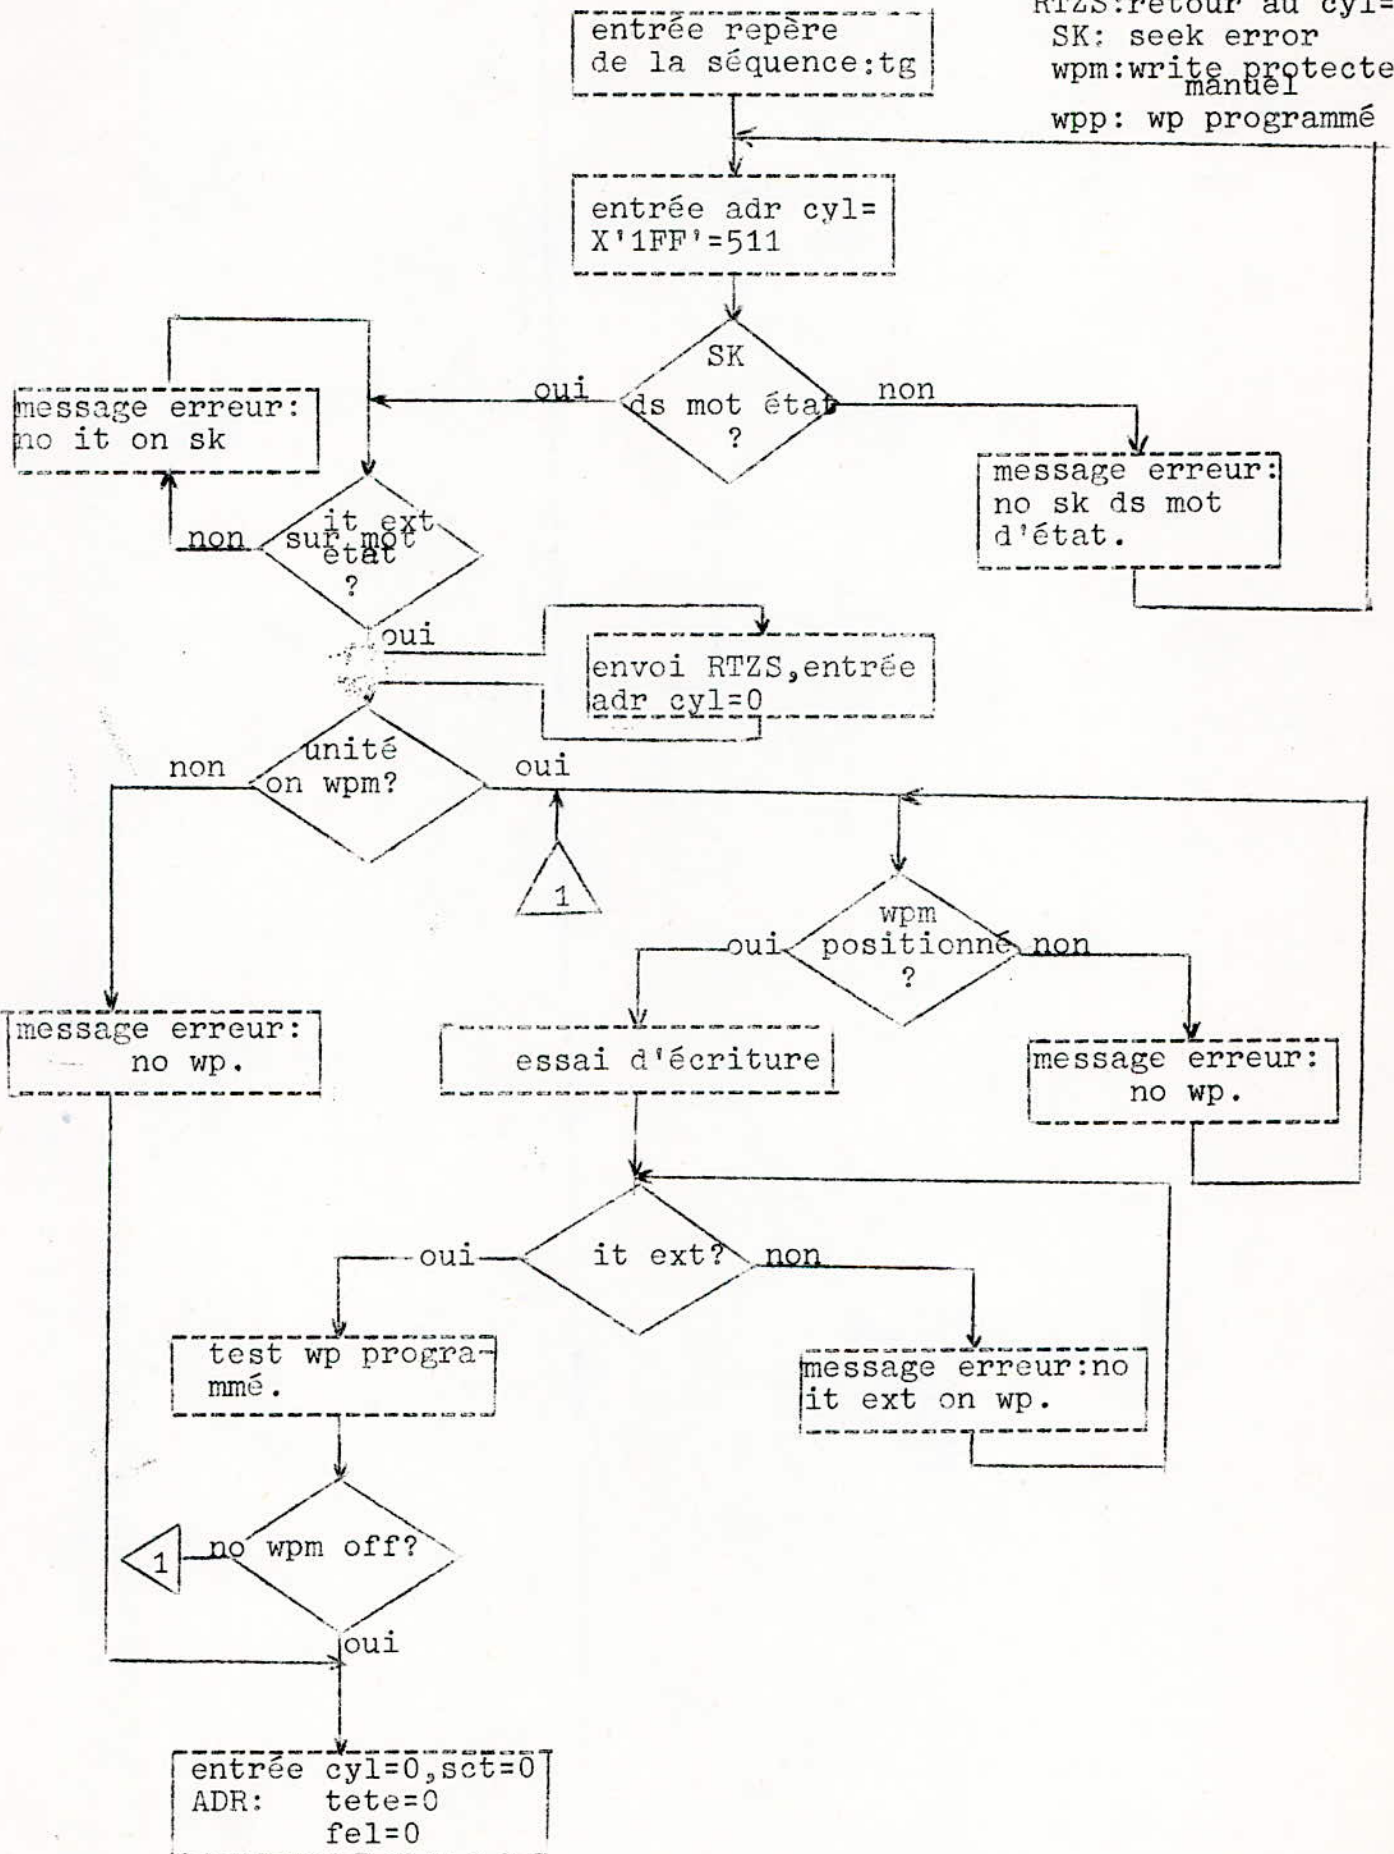 RTZS:retour au cyl=
SK: seek error
wpm:write protecte
manuel
wpp: wp programmé
entrée repère
de la séquence:tg
entrée adr cyl=
X'1FF'=511
SK
ds mot état
?
oui
non
message erreur:
no it on sk
message erreur:
no sk ds mot
d'état.
it ext
sur mot
état
?
non
oui
envoi RTZS,entrée
adr cyl=0
unité
on wpm?
non
oui
1
wpm
positionné
?
oui
non
message erreur:
no wp.
essai d'écriture
message erreur:
no wp.
it ext?
oui
non
test wp progra-
mmé.
message erreur:no
it ext on wp.
1
no wpm off?
oui
entrée cyl=0,sct=0
ADR: tete=0
fel=0